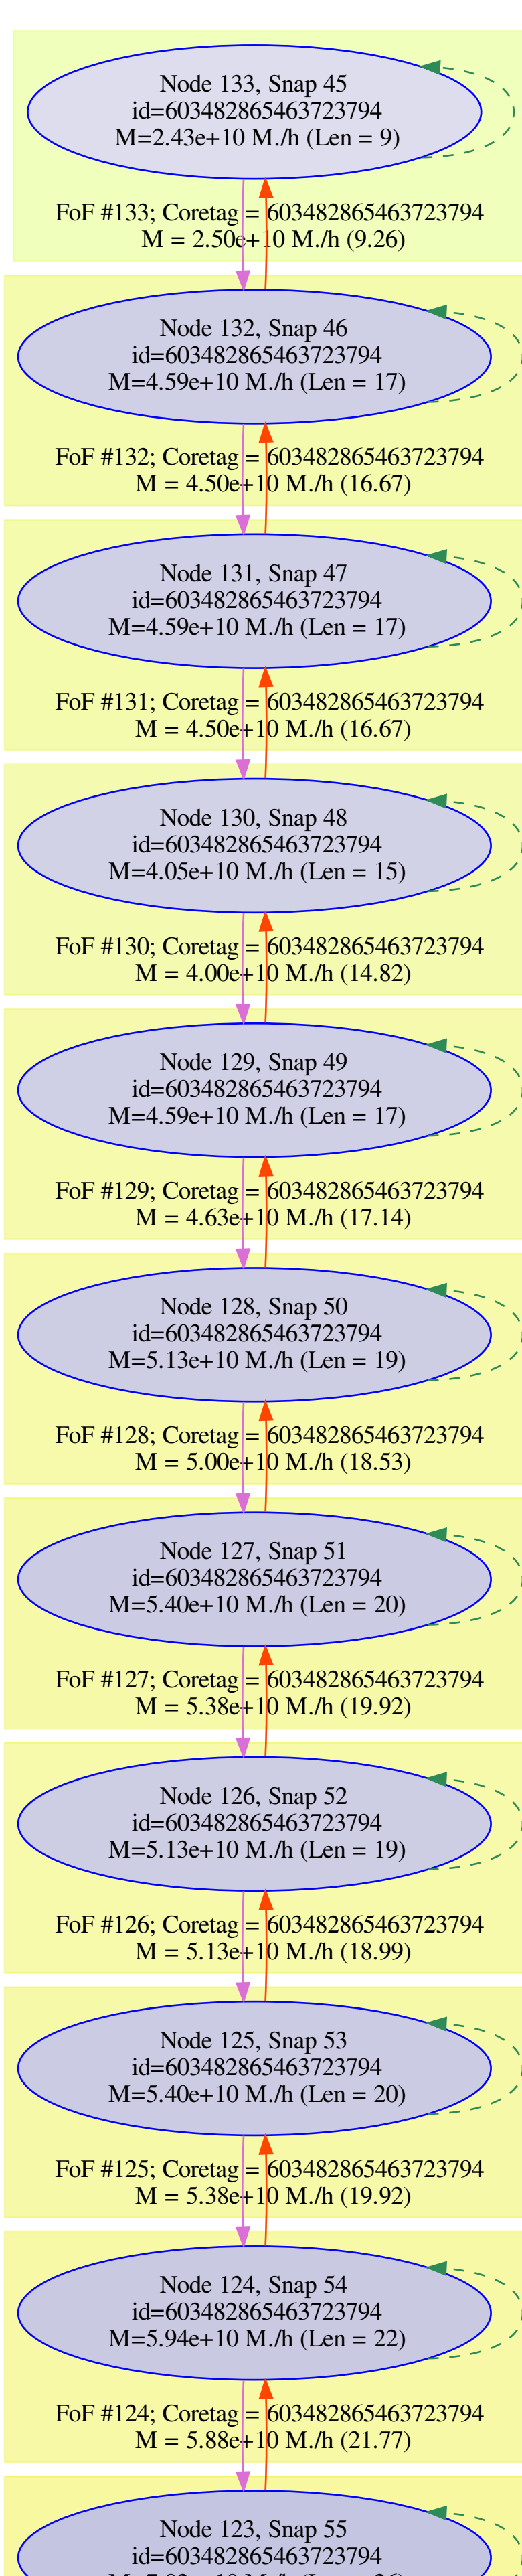 Node 133, Snap 45
id=603482865463723794
M=2.43e+10 M./h (Len = 9)
FoF #133; Coretag = 603482865463723794
M = 2.50e+10 M./h (9.26)
Node 132, Snap 46
id=603482865463723794
M=4.59e+10 M./h (Len = 17)
FoF #132; Coretag = 603482865463723794
M = 4.50e+10 M./h (16.67)
Node 131, Snap 47
id=603482865463723794
M=4.59e+10 M./h (Len = 17)
FoF #131; Coretag = 603482865463723794
M = 4.50e+10 M./h (16.67)
Node 130, Snap 48
id=603482865463723794
M=4.05e+10 M./h (Len = 15)
FoF #130; Coretag = 603482865463723794
M = 4.00e+10 M./h (14.82)
Node 129, Snap 49
id=603482865463723794
M=4.59e+10 M./h (Len = 17)
FoF #129; Coretag = 603482865463723794
M = 4.63e+10 M./h (17.14)
Node 128, Snap 50
id=603482865463723794
M=5.13e+10 M./h (Len = 19)
FoF #128; Coretag = 603482865463723794
M = 5.00e+10 M./h (18.53)
Node 127, Snap 51
id=603482865463723794
M=5.40e+10 M./h (Len = 20)
FoF #127; Coretag = 603482865463723794
M = 5.38e+10 M./h (19.92)
Node 126, Snap 52
id=603482865463723794
M=5.13e+10 M./h (Len = 19)
FoF #126; Coretag = 603482865463723794
M = 5.13e+10 M./h (18.99)
Node 125, Snap 53
id=603482865463723794
M=5.40e+10 M./h (Len = 20)
FoF #125; Coretag = 603482865463723794
M = 5.38e+10 M./h (19.92)
Node 124, Snap 54
id=603482865463723794
M=5.94e+10 M./h (Len = 22)
FoF #124; Coretag = 603482865463723794
M = 5.88e+10 M./h (21.77)
Node 123, Snap 55
id=603482865463723794